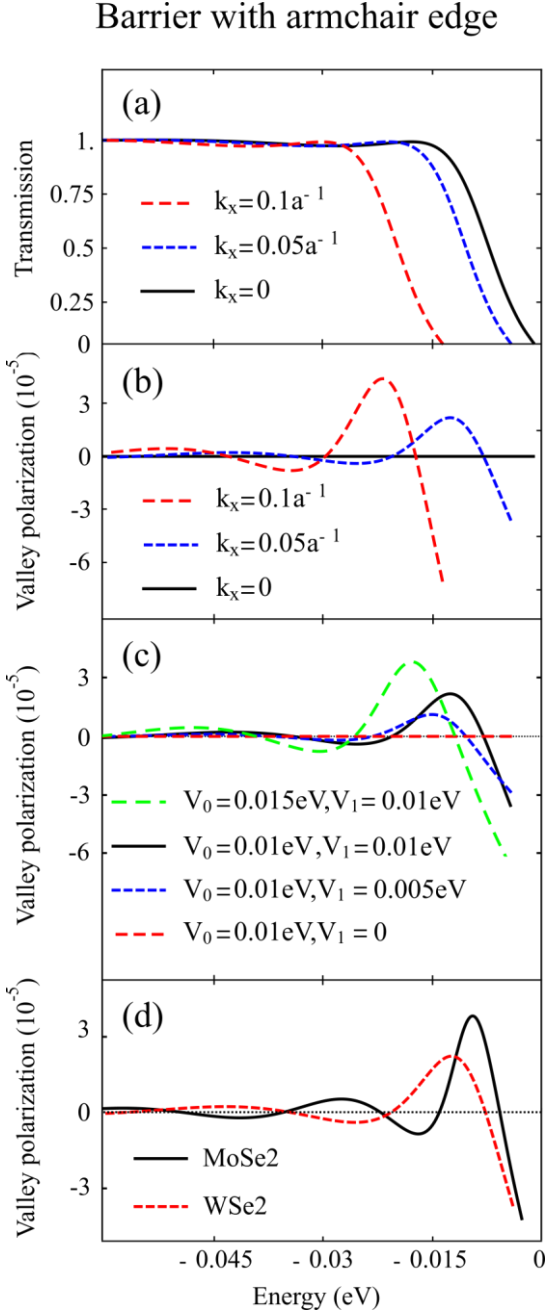 Barrier with armchair edge
(a)
Transmission
1.
0.75
0.5
0.25
0
kx=0.1a⁻¹
kx=0.05a⁻¹
kx=0
(b)
Valley polarization (10⁻⁵)
3
0
-3
-6
kx=0.1a⁻¹
kx=0.05a⁻¹
kx=0
(c)
Valley polarization (10⁻⁵)
3
0
-3
-6
V₀=0.015eV,V₁=0.01eV
V₀=0.01eV,V₁=0.01eV
V₀=0.01eV,V₁=0.005eV
V₀=0.01eV,V₁=0
(d)
Valley polarization (10⁻⁵)
3
0
-3
MoSe2
WSe2
- 0.045 - 0.03 - 0.015 0
Energy (eV)